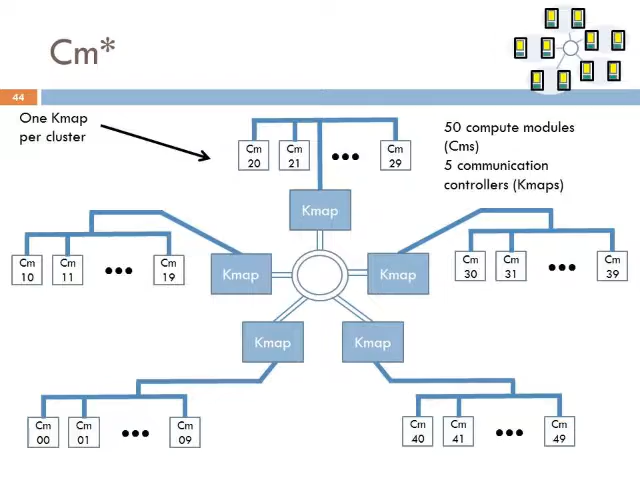 Cm*
44
One Kmap
per cluster
50 compute modules
(Cms)
5 communication
controllers (Kmaps)
Cm
20
Cm
21
•••
Cm
29
Kmap
Cm
10
Cm
11
•••
Cm
19
Kmap
Kmap
Cm
30
Cm
31
•••
Cm
39
Kmap
Kmap
Cm
00
Cm
01
•••
Cm
09
Cm
40
Cm
41
•••
Cm
49